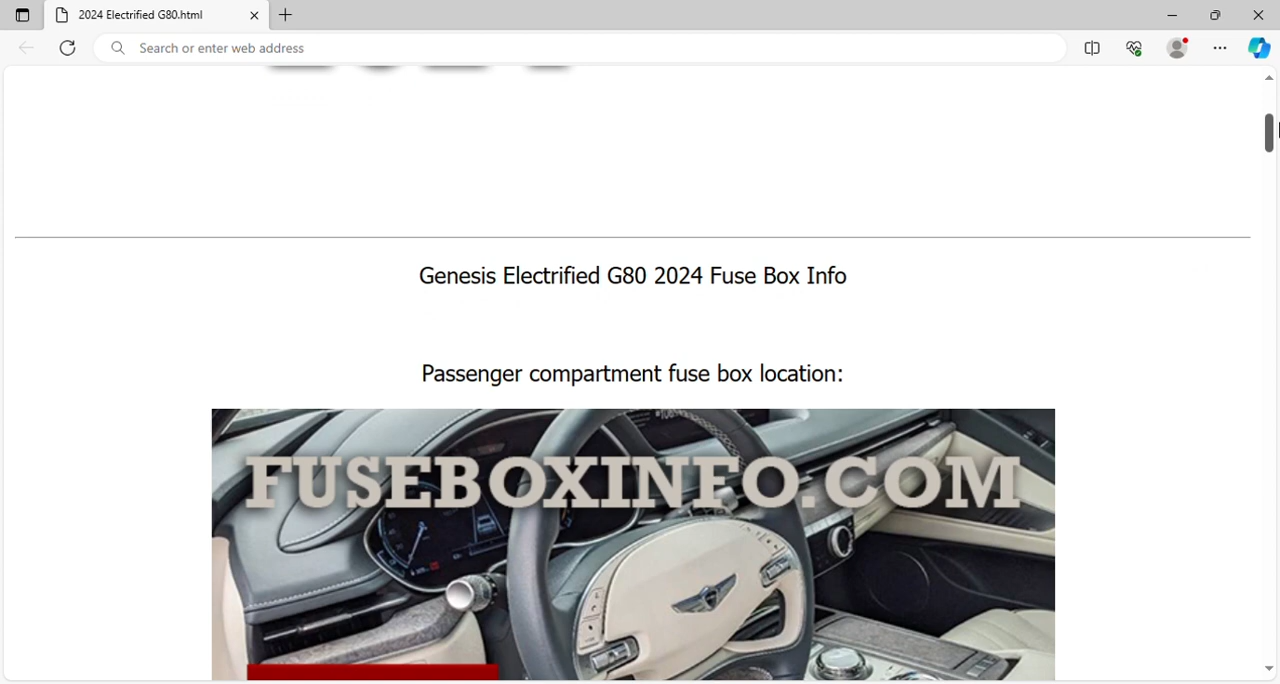 2024 Electrified G80.html
Search or enter web address
Genesis Electrified G80 2024 Fuse Box Info
Passenger compartment fuse box location:
FUSEBOXINFO.COM